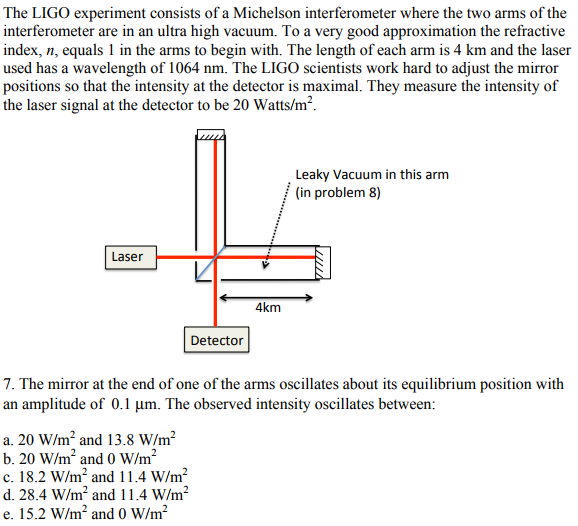 The LIGO experiment consists of a Michelson interferometer where the two arms of the
interferometer are in an ultra high vacuum. To a very good approximation the refractive
index, n, equals 1 in the arms to begin with. The length of each arm is 4 km and the laser
used has a wavelength of 1064 nm. The LIGO scientists work hard to adjust the mirror
positions so that the intensity at the detector is maximal. They measure the intensity of
the laser signal at the detector to be 20 Watts/m².
Leaky Vacuum in this arm
(in problem 8)
Laser
4km
Detector
7. The mirror at the end of one of the arms oscillates about its equilibrium position with
an amplitude of 0.1 μm. The observed intensity oscillates between:
a. 20 W/m² and 13.8 W/m²
b. 20 W/m² and 0 W/m²
c. 18.2 W/m² and 11.4 W/m²
d. 28.4 W/m² and 11.4 W/m²
e. 15.2 W/m² and 0 W/m²